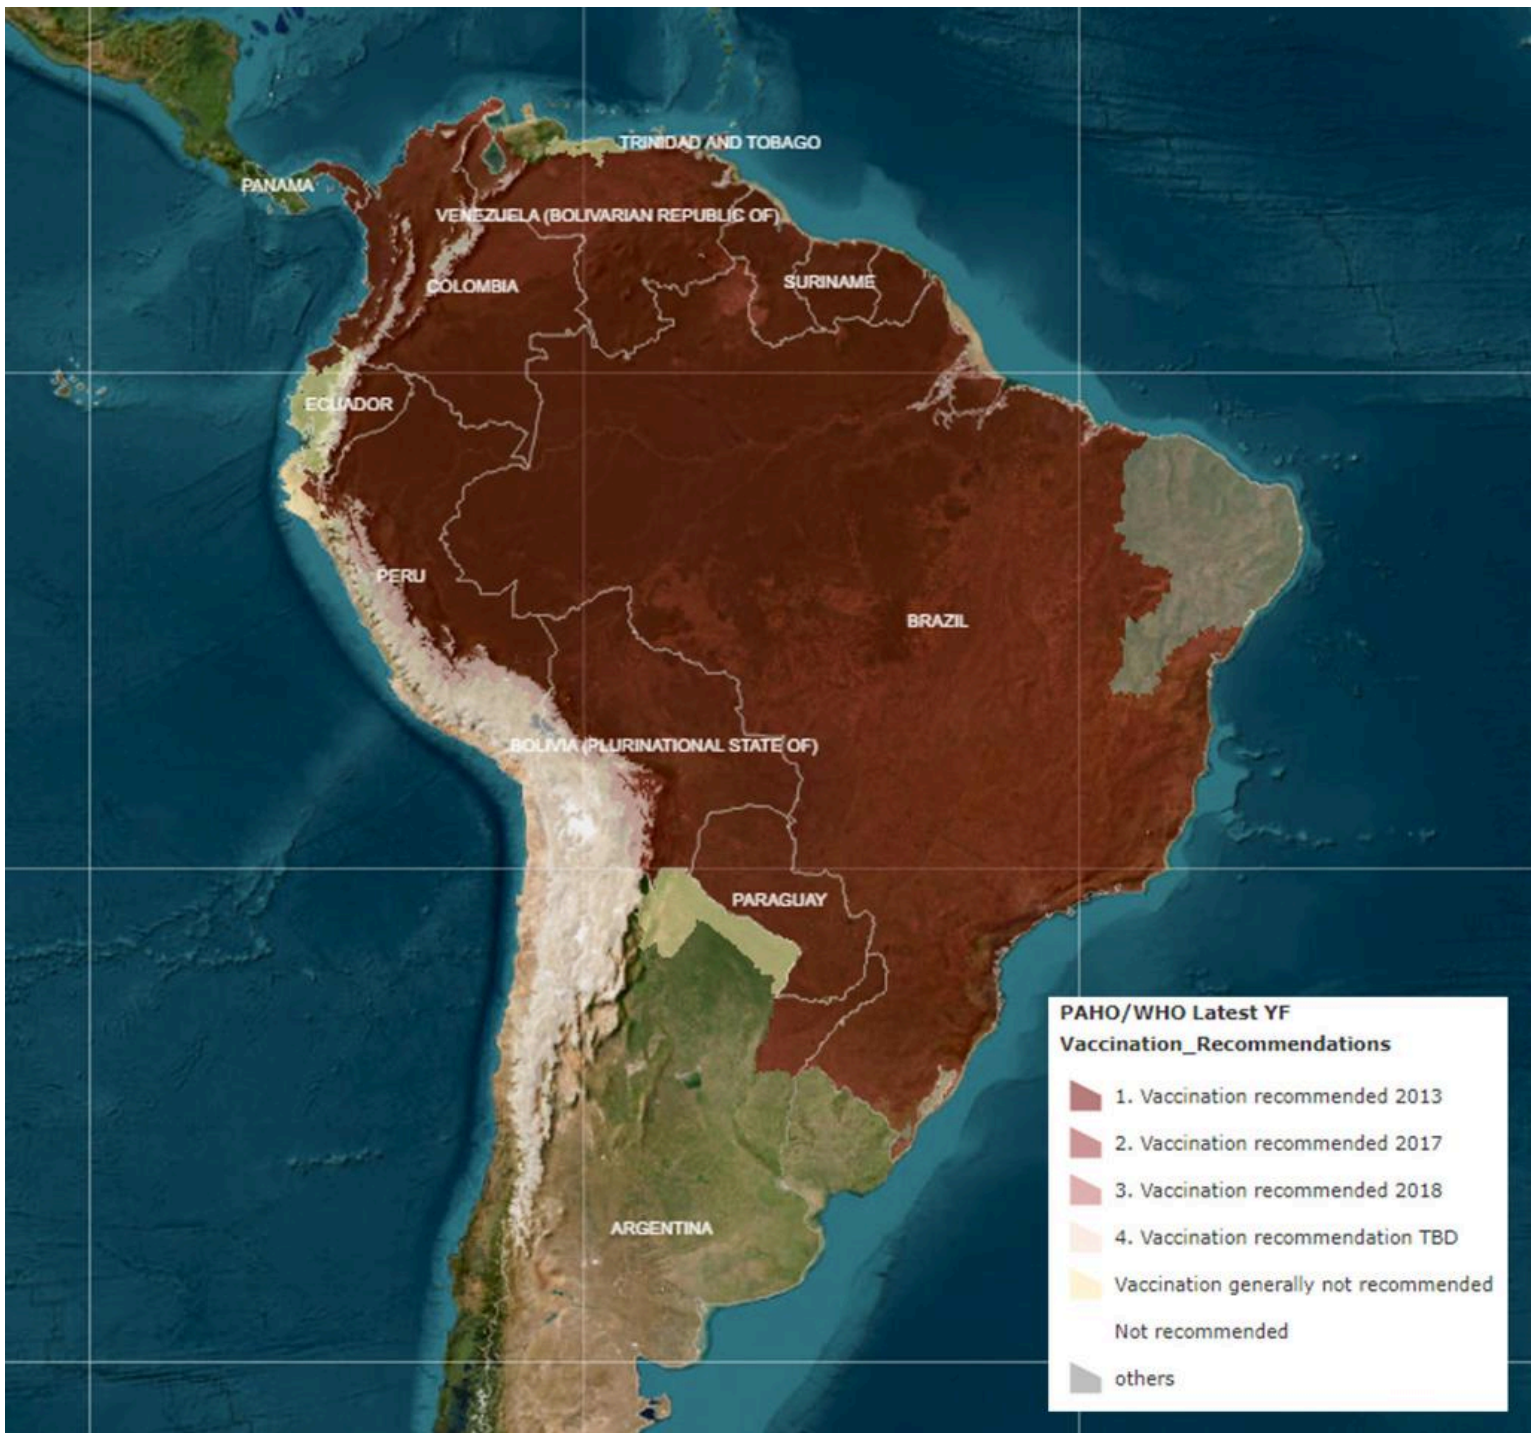 TRINIDAD AND TOBAGO
PANAMA
VENEZUELA (BOLIVARIAN REPUBLIC OF)
COLOMBIA
SURINAME
ECUADOR
PERU
BRAZIL
BOLIVIA (PLURINATIONAL STATE OF)
PARAGUAY
ARGENTINA
PAHO/WHO Latest YF
Vaccination_Recommendations
1. Vaccination recommended 2013
2. Vaccination recommended 2017
3. Vaccination recommended 2018
4. Vaccination recommendation TBD
Vaccination generally not recommended
Not recommended
others